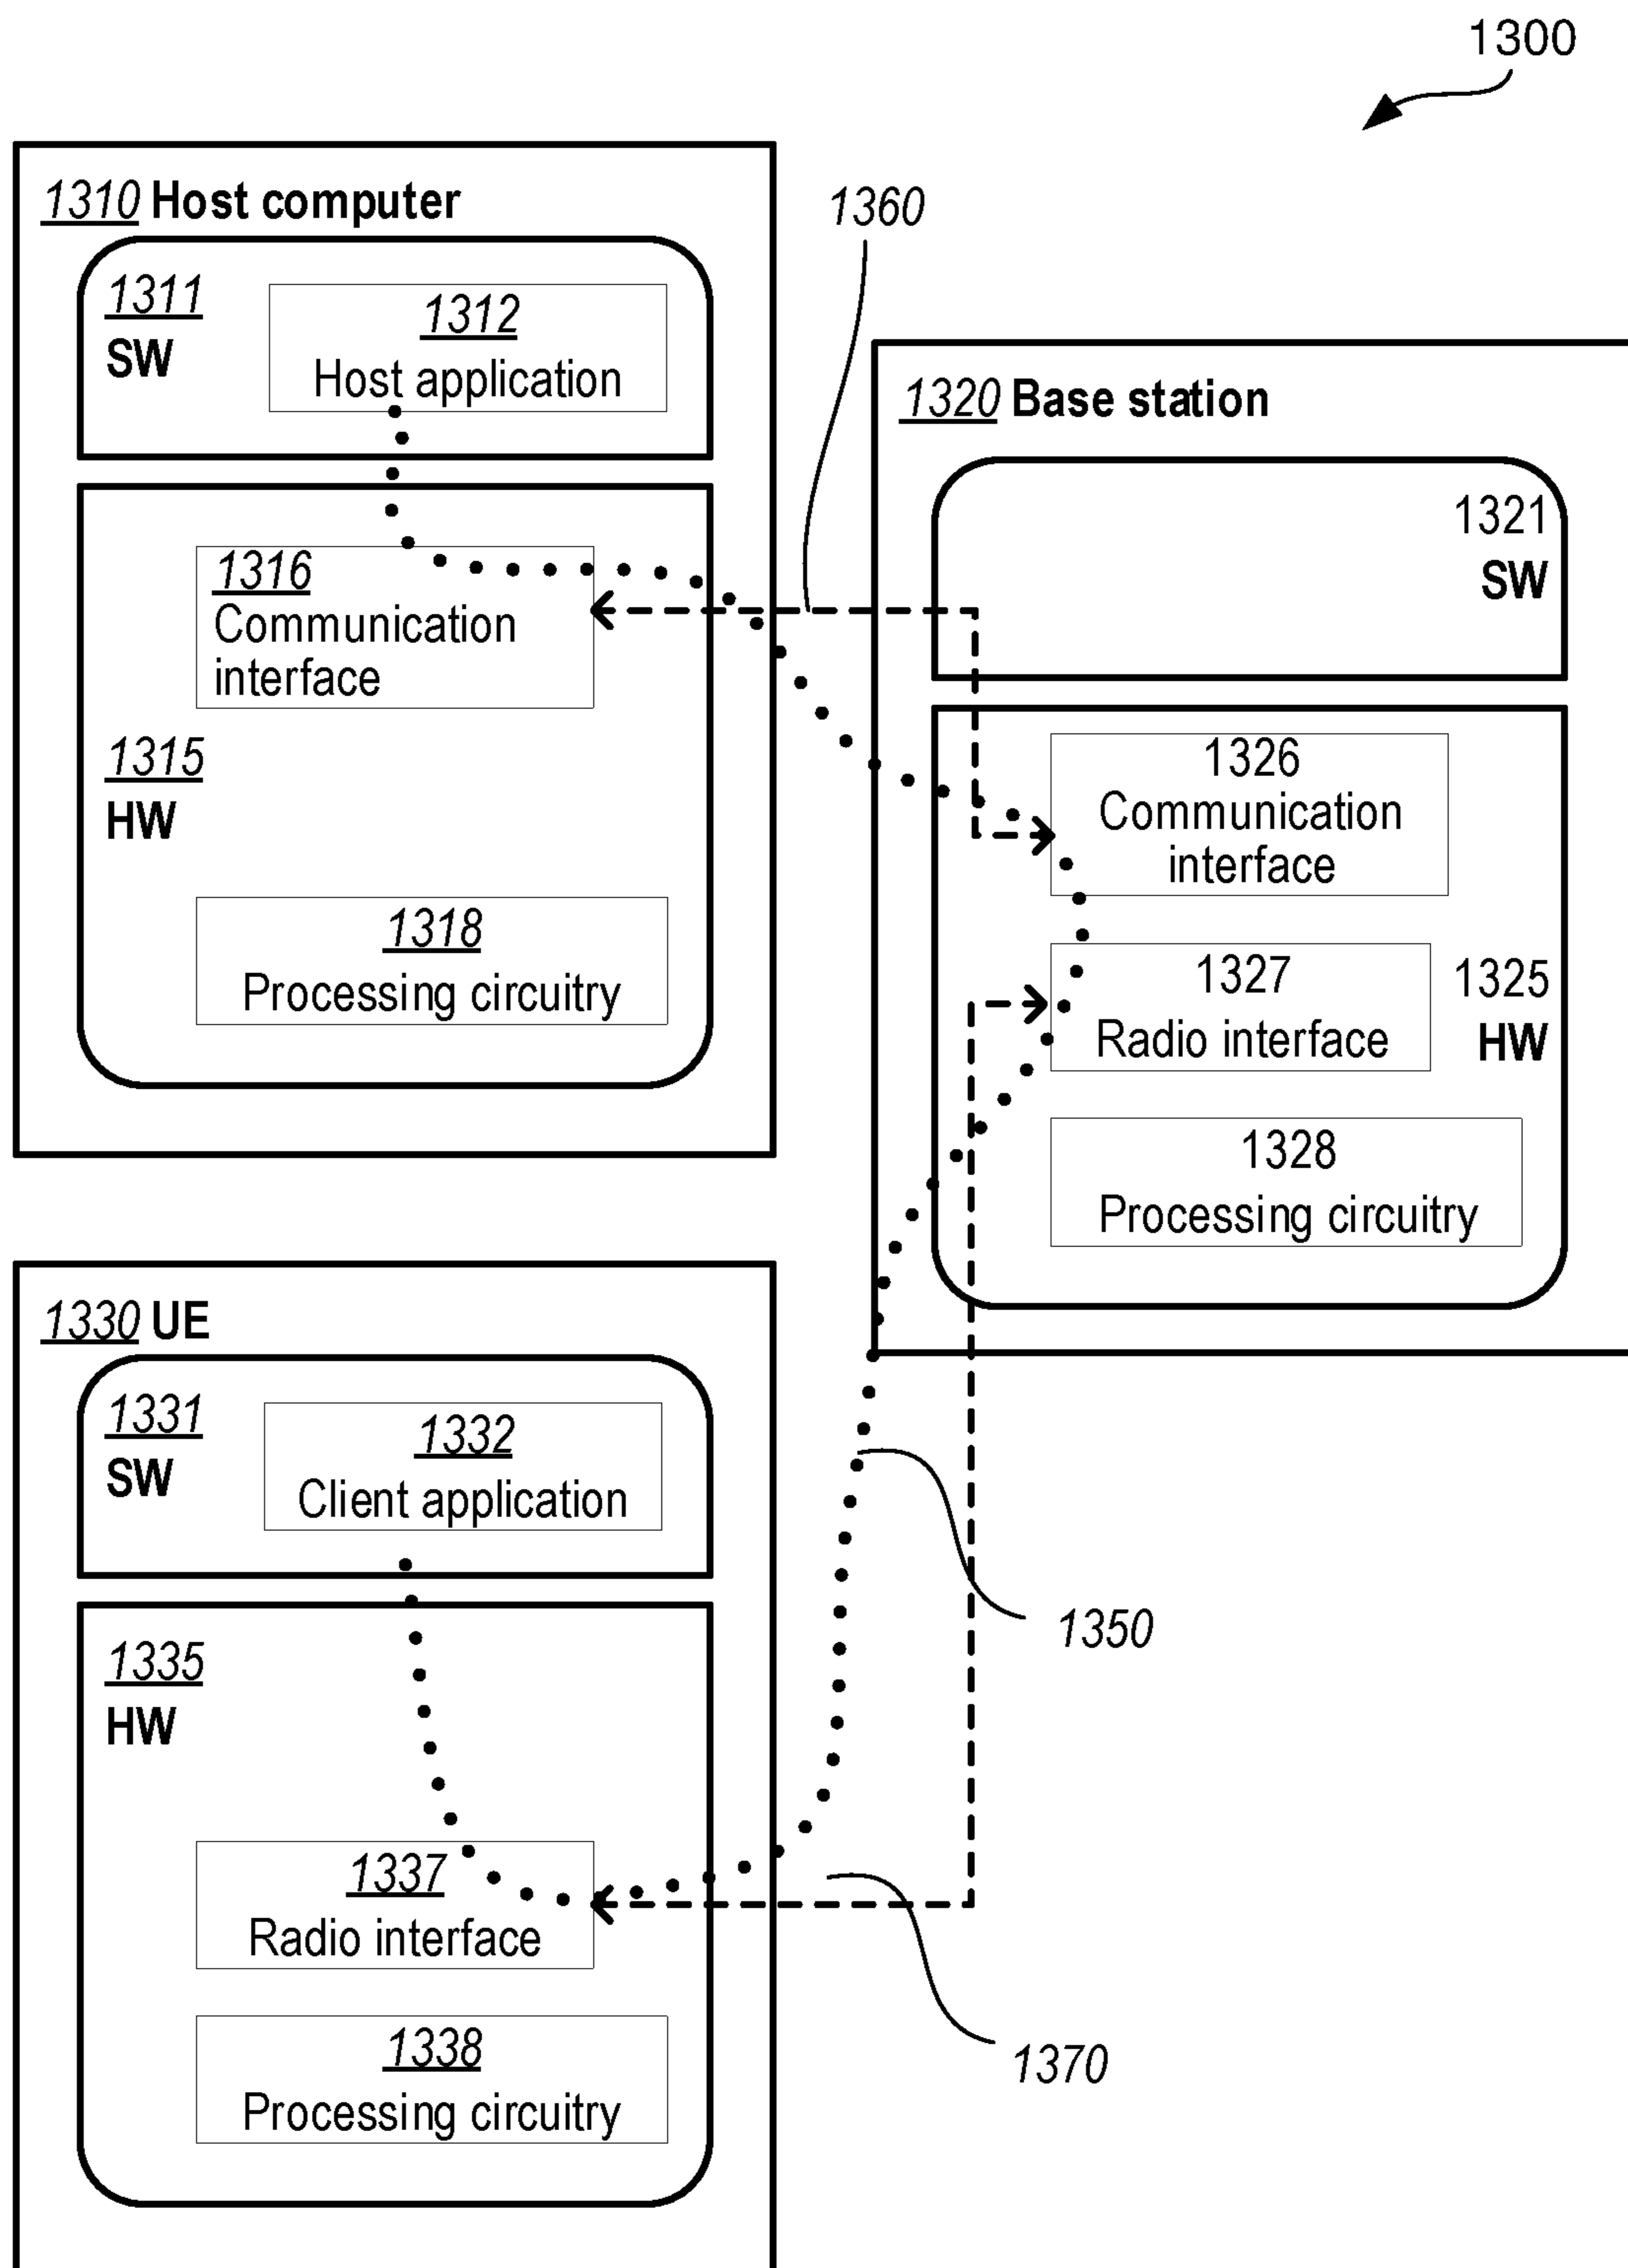 1300
1310 Host computer
1311
SW
1312
Host application
1316
Communication
interface
1315
HW
1318
Processing circuitry
1360
1320 Base station
1321
SW
1326
Communication
interface
1327
Radio interface
1325
HW
1328
Processing circuitry
1330 UE
1331
SW
1332
Client application
1335
HW
1337
Radio interface
1338
Processing circuitry
1350
1370